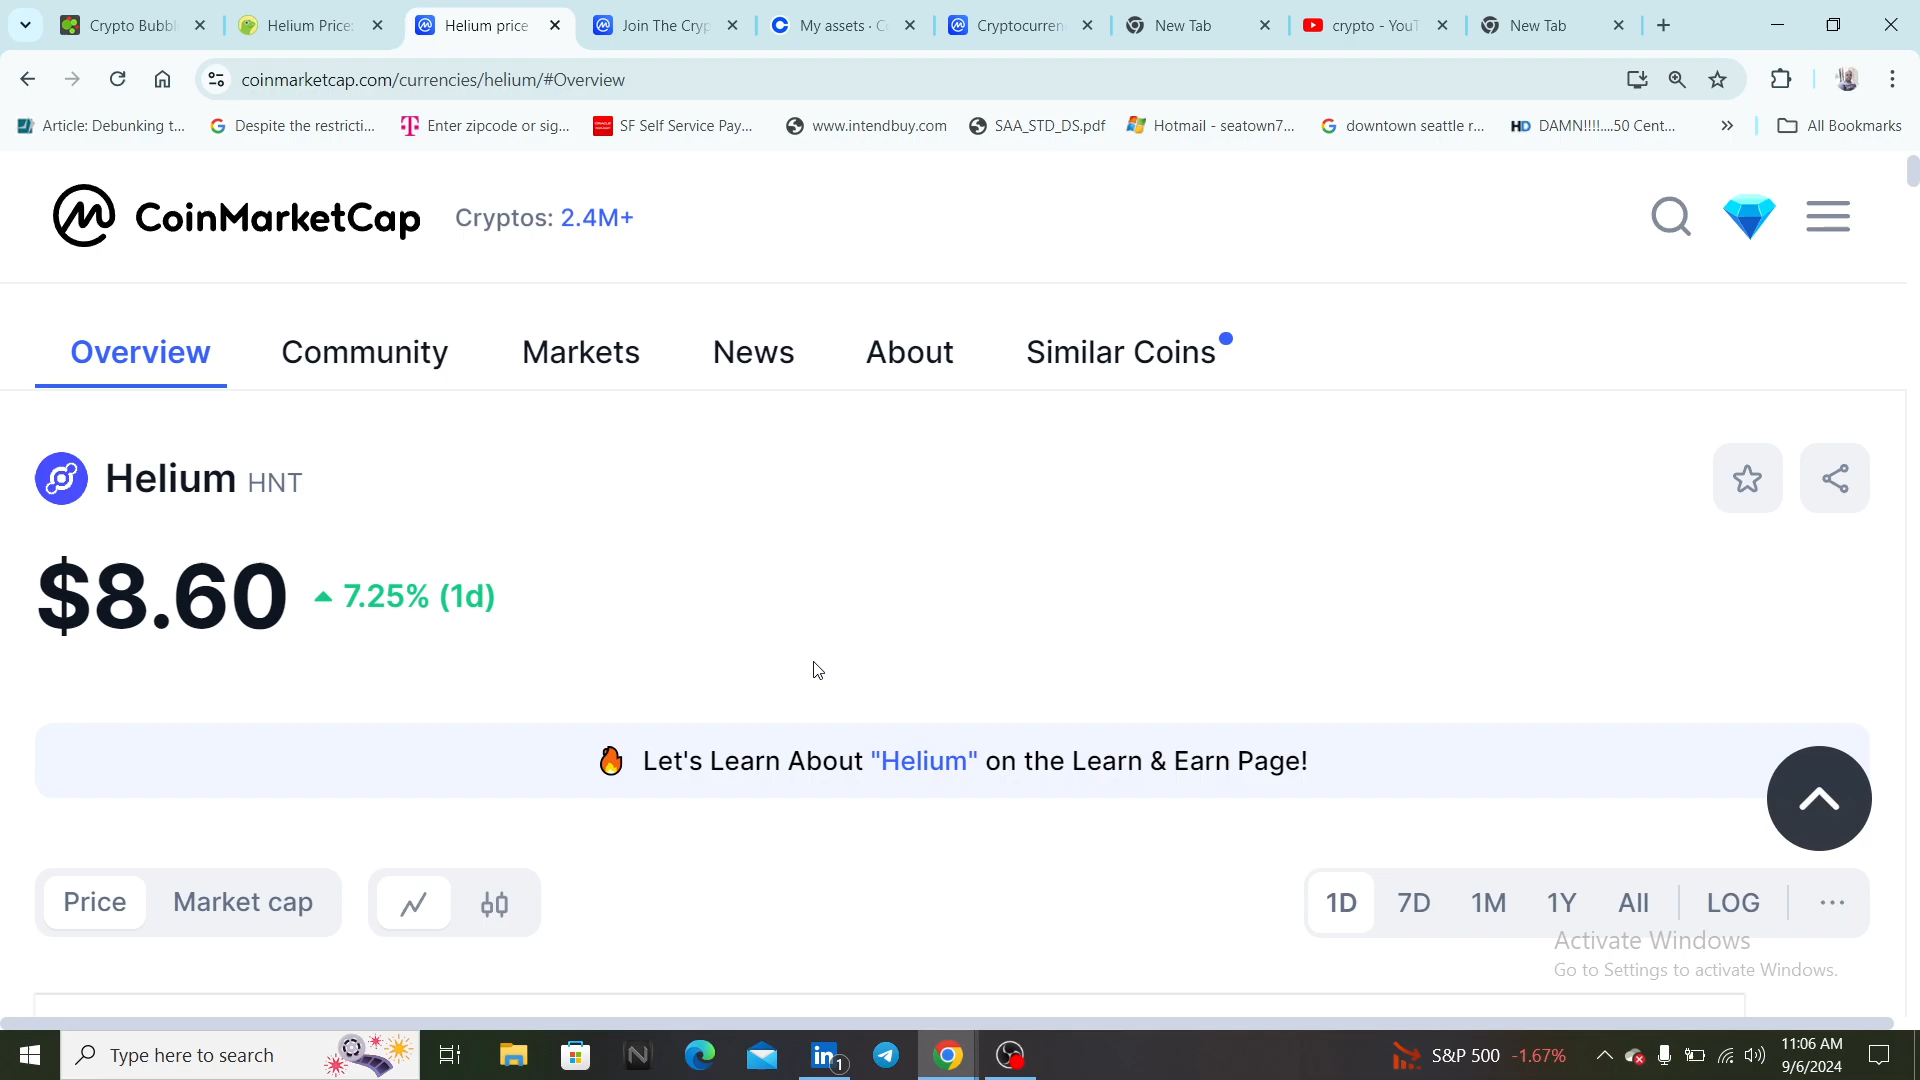 Crypto Bubbl
Helium Price:
Helium price
Join The Cryp
My assets · C
Cryptocurren
New Tab
crypto - YouT
New Tab
coinmarketcap.com/currencies/helium/#Overview
Article: Debunking t...
Despite the restricti...
Enter zipcode or sig...
SF Self Service Pay...
www.intendbuy.com
SAA_STD_DS.pdf
Hotmail - seatown7...
downtown seattle r...
HD DAMN!!!!....50 Cent...
All Bookmarks
CoinMarketCap
Cryptos: 2.4M+
Overview
Community
Markets
News
About
Similar Coins
Helium HNT
$8.60 7.25% (1d)
Let's Learn About "Helium" on the Learn & Earn Page!
Price
Market cap
1D
7D
1M
1Y
All
LOG
Activate Windows
Go to Settings to activate Windows.
Type here to search
1
S&P 500 -1.67%
11:06 AM
9/6/2024